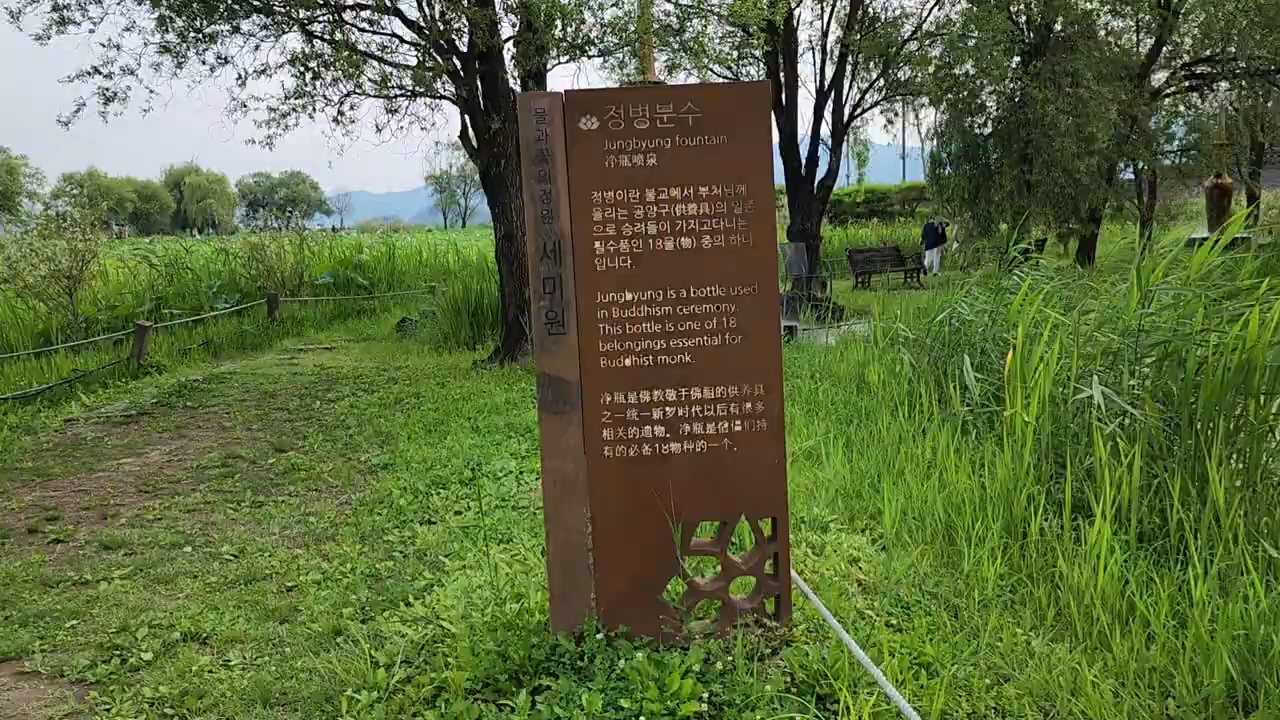 물과꽃의정원 세미원
정병분수
Jungbyung fountain
净瓶喷泉
정병이란 불교에서 부처님께
올리는 공양구(供養具)의 일종
으로 승려들이 가지고다니는
필수품인 18물(物) 중의 하나
입니다.
Jungbyung is a bottle used
in Buddhism ceremony.
This bottle is one of 18
belongings essential for
Buddhist monk.
净瓶是佛教敬于佛祖的供养具
之一统一新罗时代以后有很多
相关的遗物。净瓶是僧侣们持
有的必备18物种的一个。